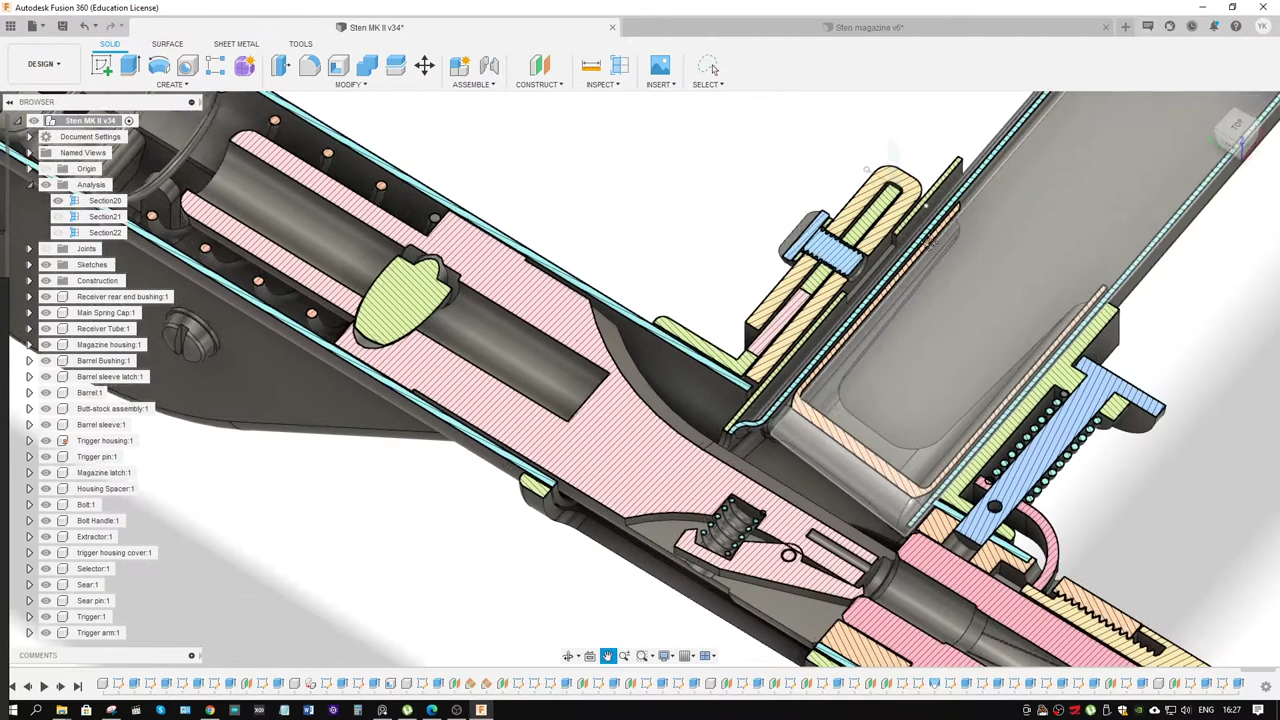 Autodesk Fusion 360 (Education License)
Sten MK II v34*
Sten magazine v6*
YK
SOLID SURFACE SHEET METAL TOOLS
DESIGN
CREATE
MODIFY
ASSEMBLE
CONSTRUCT
INSPECT
INSERT
SELECT
BROWSER
Sten MK II v34
Document Settings
Named Views
Origin
Analysis
Section20
Section21
Section22
Joints
Sketches
Construction
Receiver rear end bushing:1
Main Spring Cap:1
Receiver Tube:1
Magazine housing:1
Barrel Bushing:1
Barrel sleeve latch:1
Barrel:1
Butt-stock assembly:1
Barrel sleeve:1
Trigger housing:1
Trigger pin:1
Magazine latch:1
Housing Spacer:1
Bolt:1
Bolt Handle:1
Extractor:1
trigger housing cover:1
Selector:1
Sear:1
Sear pin:1
Trigger:1
Trigger arm:1
TOP
COMMENTS
ENG
16:27